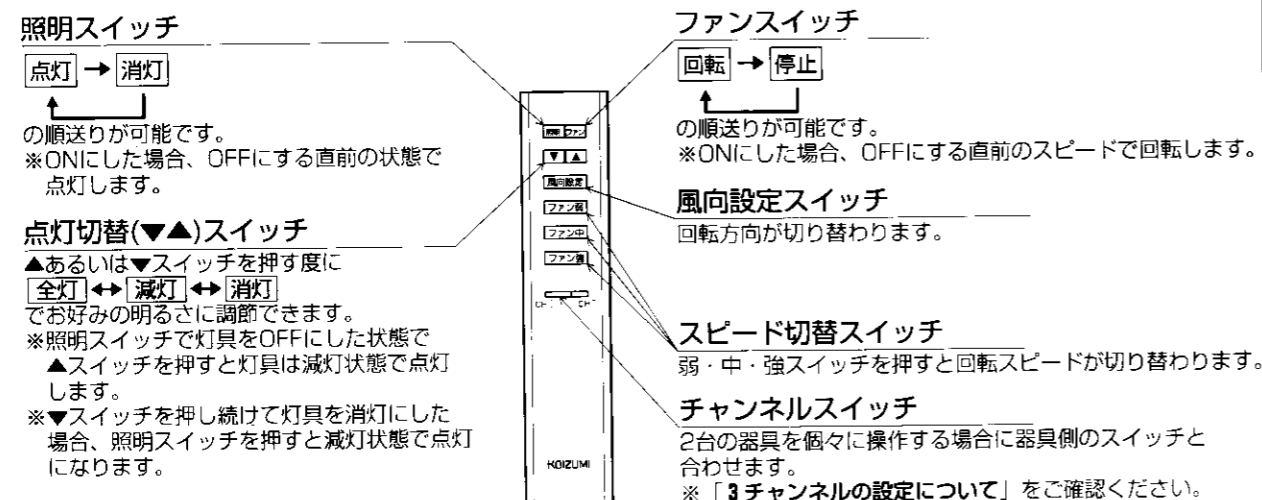 照明スイッチ
点灯 → 消灯
の順送りが可能です。
※ONにした場合、OFFにする直前の状態で
点灯します。
点灯切替(▼▲)スイッチ
▲あるいは▼スイッチを押す度に
全灯 ↔ 減灯 ↔ 消灯
でお好みの明るさに調節できます。
※照明スイッチで灯具をOFFにした状態で
▲スイッチを押すと灯具は減灯状態で点灯
します。
※▼スイッチを押し続けて灯具を消灯にした
場合、照明スイッチを押すと減灯状態で点灯
になります。
照明 ファン
▼ ▲
風向設定
ファン弱
ファン中
ファン強
KOIZUMI
ファンスイッチ
回転 → 停止
の順送りが可能です。
※ONにした場合、OFFにする直前のスピードで回転します。
風向設定スイッチ
回転方向が切り替わります。
スピード切替スイッチ
弱・中・強スイッチを押すと回転スピードが切り替わります。
チャンネルスイッチ
2台の器具を個々に操作する場合に器具側のスイッチと
合わせます。
※「3チャンネルの設定について」をご確認ください。